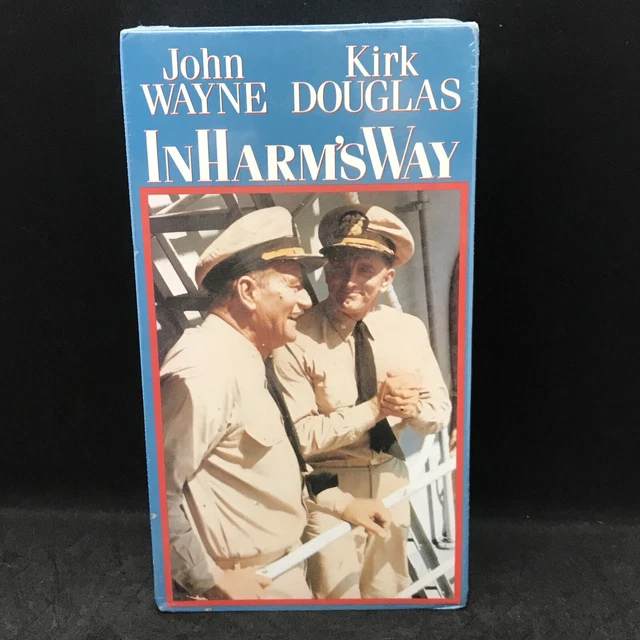 John Kirk
WAYNE DOUGLAS
IN HARM'S WAY